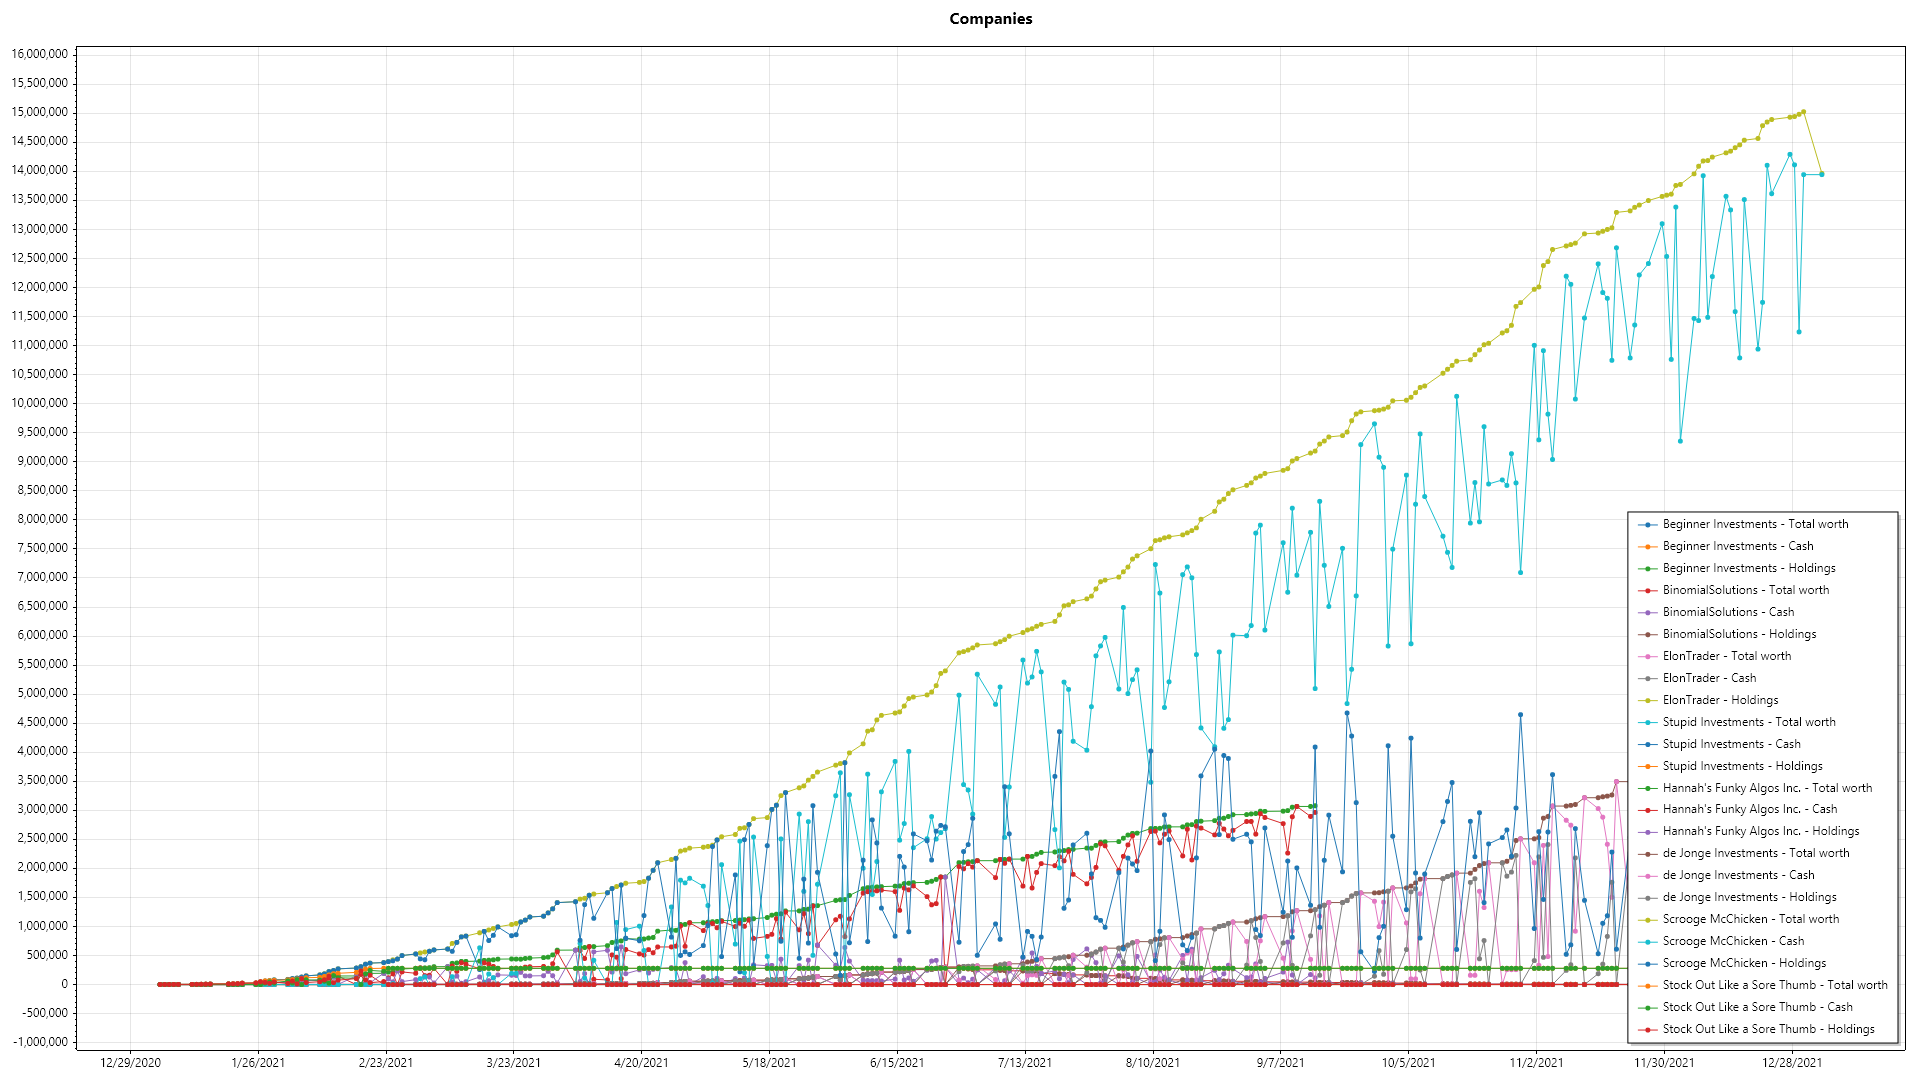 Companies
16,000,000
15,500,000
15,000,000
14,500,000
14,000,000
13,500,000
13,000,000
12,500,000
12,000,000
11,500,000
11,000,000
10,500,000
10,000,000
9,500,000
9,000,000
8,500,000
8,000,000
7,500,000
7,000,000
6,500,000
6,000,000
5,500,000
5,000,000
4,500,000
4,000,000
3,500,000
3,000,000
2,500,000
2,000,000
1,500,000
1,000,000
500,000
0
-500,000
-1,000,000
12/29/2020 1/26/2021 2/23/2021 3/23/2021 4/20/2021 5/18/2021 6/15/2021 7/13/2021 8/10/2021 9/7/2021 10/5/2021 11/2/2021 11/30/2021 12/28/2021
Beginner Investments - Total worth
Beginner Investments - Cash
Beginner Investments - Holdings
BinomialSolutions - Total worth
BinomialSolutions - Cash
BinomialSolutions - Holdings
ElonTrader - Total worth
ElonTrader - Cash
ElonTrader - Holdings
Stupid Investments - Total worth
Stupid Investments - Cash
Stupid Investments - Holdings
Hannah's Funky Algos Inc. - Total worth
Hannah's Funky Algos Inc. - Cash
Hannah's Funky Algos Inc. - Holdings
de Jonge Investments - Total worth
de Jonge Investments - Cash
de Jonge Investments - Holdings
Scrooge McChicken - Total worth
Scrooge McChicken - Cash
Scrooge McChicken - Holdings
Stock Out Like a Sore Thumb - Total worth
Stock Out Like a Sore Thumb - Cash
Stock Out Like a Sore Thumb - Holdings